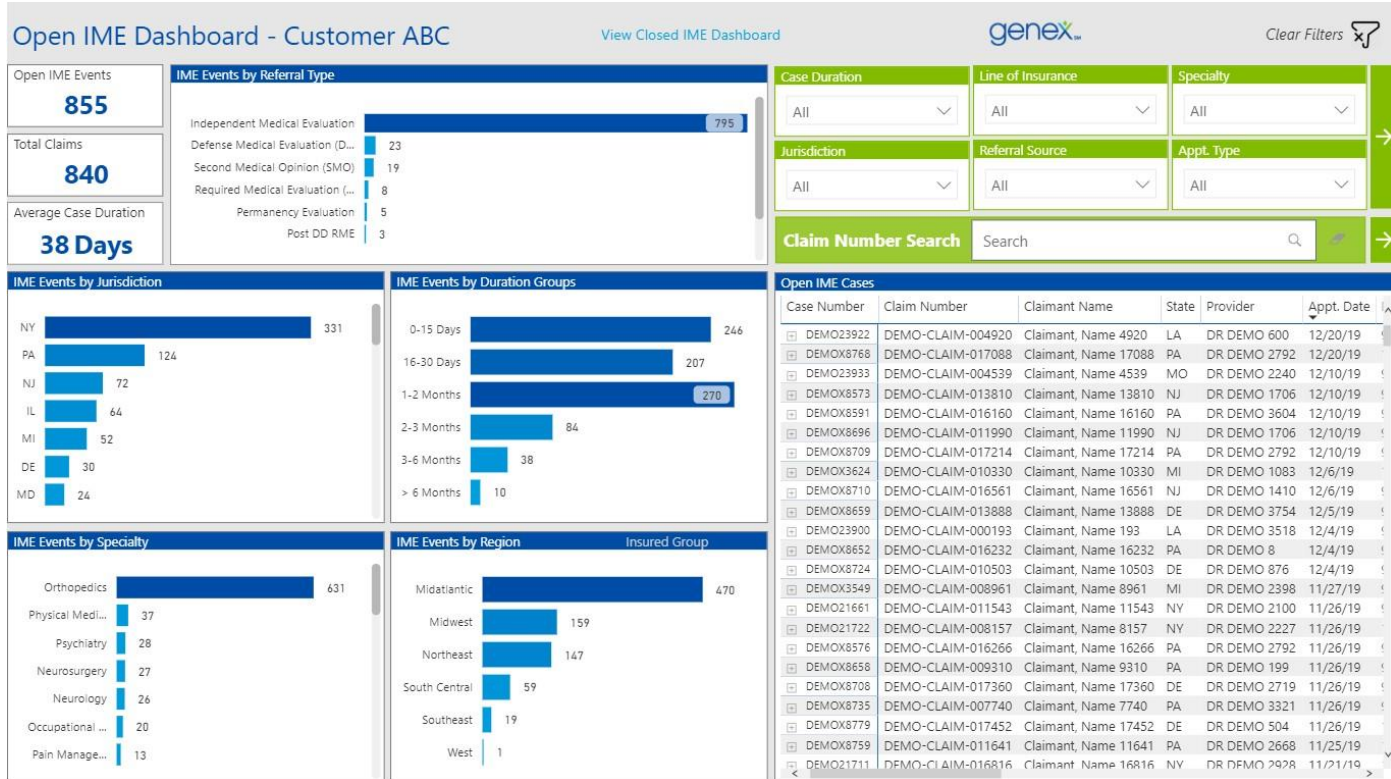 Open IME Dashboard - Customer ABC
View Closed IME Dashboard
genex
Clear Filters
Open IME Events
855
Total Claims
840
Average Case Duration
38 Days
IME Events by Referral Type
Independent Medical Evaluation 795
Defense Medical Evaluation (D... 23
Second Medical Opinion (SMO) 19
Required Medical Evaluation (... 8
Permanency Evaluation 5
Post DD RME 3
Case Duration
All
Line of Insurance
All
Specialty
All
Jurisdiction
All
Referral Source
All
Appt. Type
All
Claim Number Search
Search
IME Events by Jurisdiction
NY 331
PA 124
NJ 72
IL 64
MI 52
DE 30
MD 24
IME Events by Duration Groups
0-15 Days 246
16-30 Days 207
1-2 Months 270
2-3 Months 84
3-6 Months 38
> 6 Months 10
IME Events by Specialty
Orthopedics 631
Physical Medi... 37
Psychiatry 28
Neurosurgery 27
Neurology 26
Occupational ... 20
Pain Manage... 13
IME Events by Region Insured Group
Midatlantic 470
Midwest 159
Northeast 147
South Central 59
Southeast 19
West 1
Open IME Cases
Case Number Claim Number Claimant Name State Provider Appt. Date
DEMO23922 DEMO-CLAIM-004920 Claimant, Name 4920 LA DR DEMO 600 12/20/19
DEMOX8768 DEMO-CLAIM-017088 Claimant, Name 17088 PA DR DEMO 2792 12/20/19
DEMO23933 DEMO-CLAIM-004539 Claimant, Name 4539 MO DR DEMO 2240 12/10/19
DEMOX8573 DEMO-CLAIM-013810 Claimant, Name 13810 NJ DR DEMO 1706 12/10/19
DEMOX8591 DEMO-CLAIM-016160 Claimant, Name 16160 PA DR DEMO 3604 12/10/19
DEMOX8696 DEMO-CLAIM-011990 Claimant, Name 11990 NJ DR DEMO 1706 12/10/19
DEMOX8709 DEMO-CLAIM-017214 Claimant, Name 17214 PA DR DEMO 2792 12/10/19
DEMOX3624 DEMO-CLAIM-010330 Claimant, Name 10330 MI DR DEMO 1083 12/6/19
DEMOX8710 DEMO-CLAIM-016561 Claimant, Name 16561 NJ DR DEMO 1410 12/6/19
DEMOX8659 DEMO-CLAIM-013888 Claimant, Name 13888 DE DR DEMO 3754 12/5/19
DEMO23900 DEMO-CLAIM-000193 Claimant, Name 193 LA DR DEMO 3518 12/4/19
DEMOX8652 DEMO-CLAIM-016232 Claimant, Name 16232 PA DR DEMO 8 12/4/19
DEMOX8724 DEMO-CLAIM-010503 Claimant, Name 10503 DE DR DEMO 876 12/4/19
DEMOX3549 DEMO-CLAIM-008961 Claimant, Name 8961 MI DR DEMO 2398 11/27/19
DEMO21661 DEMO-CLAIM-011543 Claimant, Name 11543 NY DR DEMO 2100 11/26/19
DEMO21722 DEMO-CLAIM-008157 Claimant, Name 8157 NY DR DEMO 2227 11/26/19
DEMOX8576 DEMO-CLAIM-016266 Claimant, Name 16266 PA DR DEMO 2792 11/26/19
DEMOX8658 DEMO-CLAIM-009310 Claimant, Name 9310 PA DR DEMO 199 11/26/19
DEMOX8708 DEMO-CLAIM-017360 Claimant, Name 17360 DE DR DEMO 2719 11/26/19
DEMOX8735 DEMO-CLAIM-007740 Claimant, Name 7740 PA DR DEMO 3321 11/26/19
DEMOX8779 DEMO-CLAIM-017452 Claimant, Name 17452 DE DR DEMO 504 11/26/19
DEMOX8759 DEMO-CLAIM-011641 Claimant, Name 11641 PA DR DEMO 2668 11/25/19
DEMO21711 DEMO-CLAIM-016816 Claimant, Name 16816 NY DR DEMO 2928 11/21/19